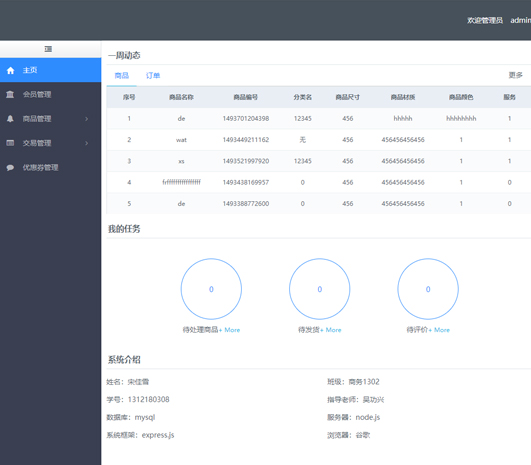 欢迎管理员 admin
主页
会员管理
商品管理
交易管理
优惠券管理
一周动态
商品 订单 更多
序号 商品名称 商品编号 分类名 商品尺寸 商品材质 商品颜色 服务
1 de 1493701204398 12345 456 hhhhh hhhhhhhh 1
2 wat 1493449211162 无 456 456456456456 1 1
3 xs 1493521997920 12345 456 456456456456 1 1
4 1493438169957 0 456 456456456456 1 0
5 de 1493388772600 0 456 456456456456 1 0
我的任务
0 0 0
待处理商品+ More 待发货+ More 待评价+ More
系统介绍
姓名：宋佳雪 班级：商务1302
学号：1312180308 指导老师：吴功兴
数据库：mysql 服务器：node.js
系统框架：express.js 浏览器：谷歌